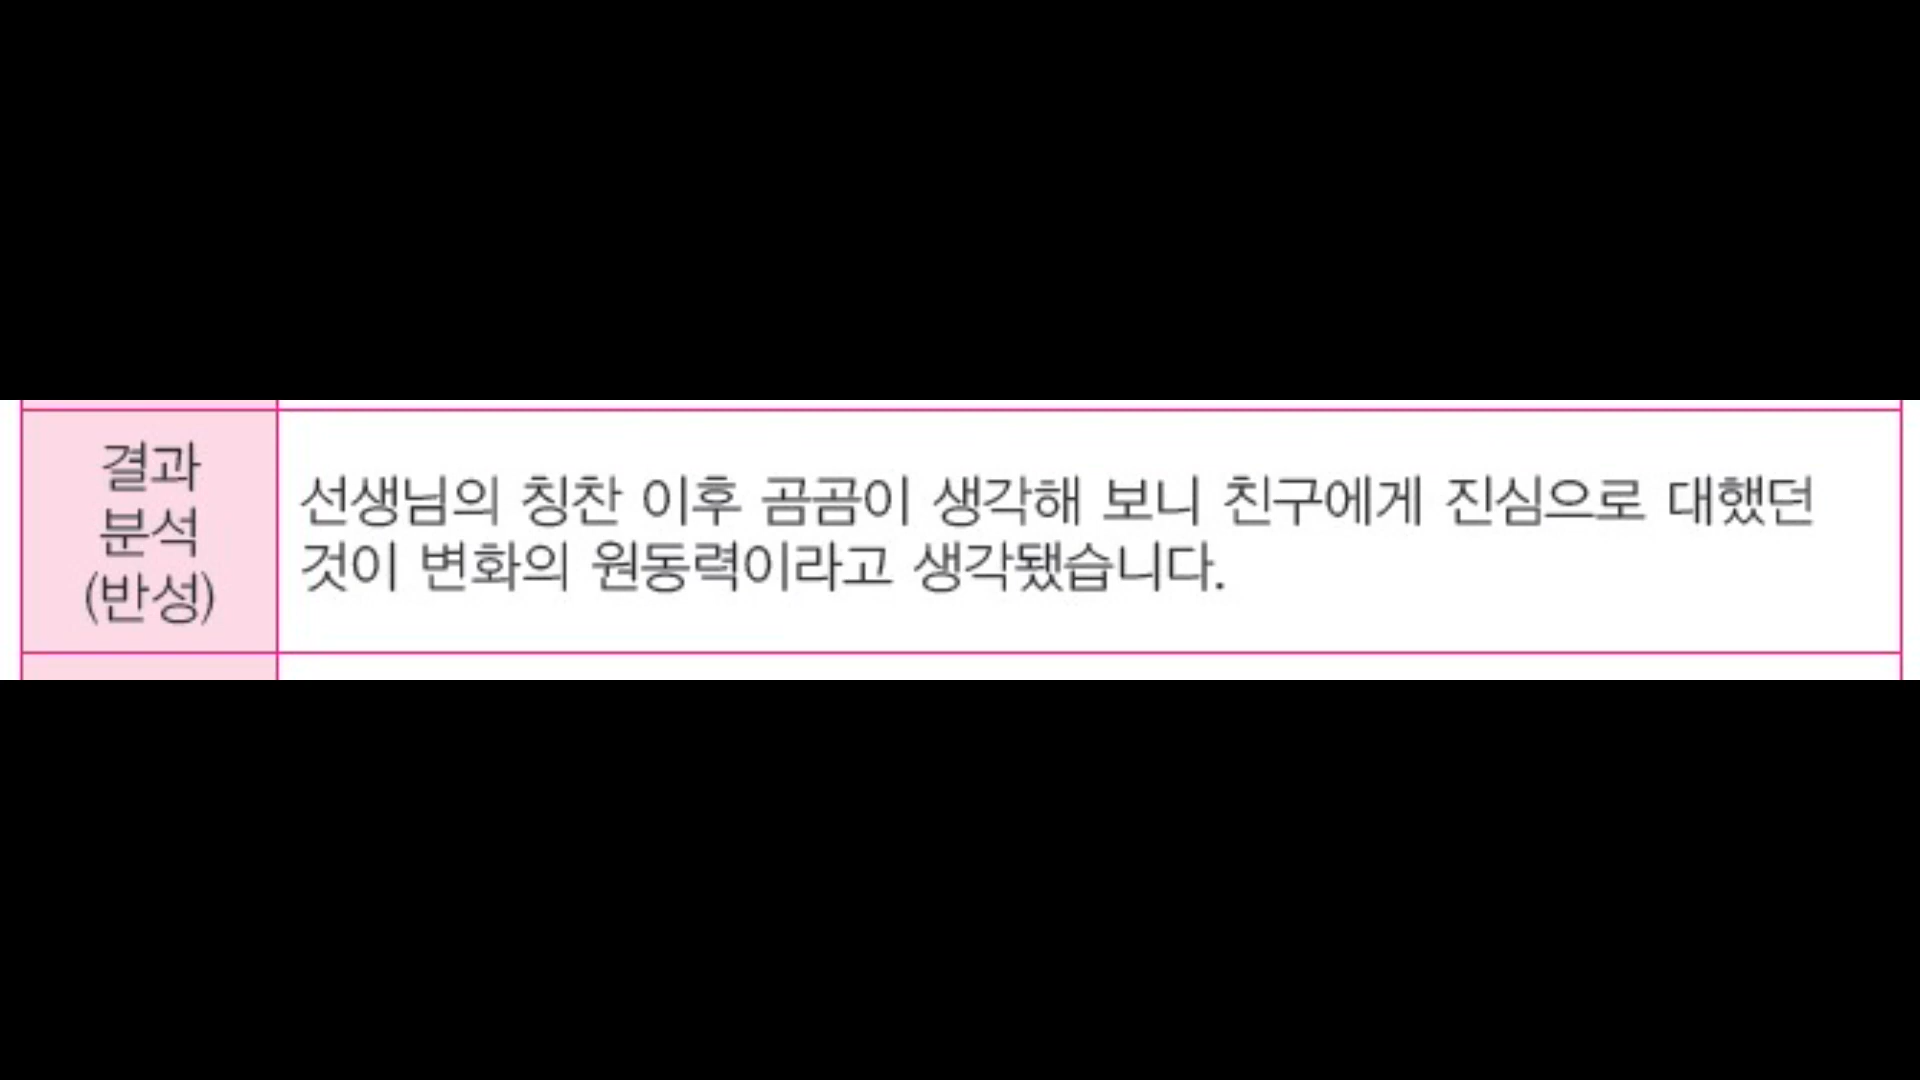 결과
분석
(반성)
선생님의 칭찬 이후 곰곰이 생각해 보니 친구에게 진심으로 대했던
것이 변화의 원동력이라고 생각됐습니다.